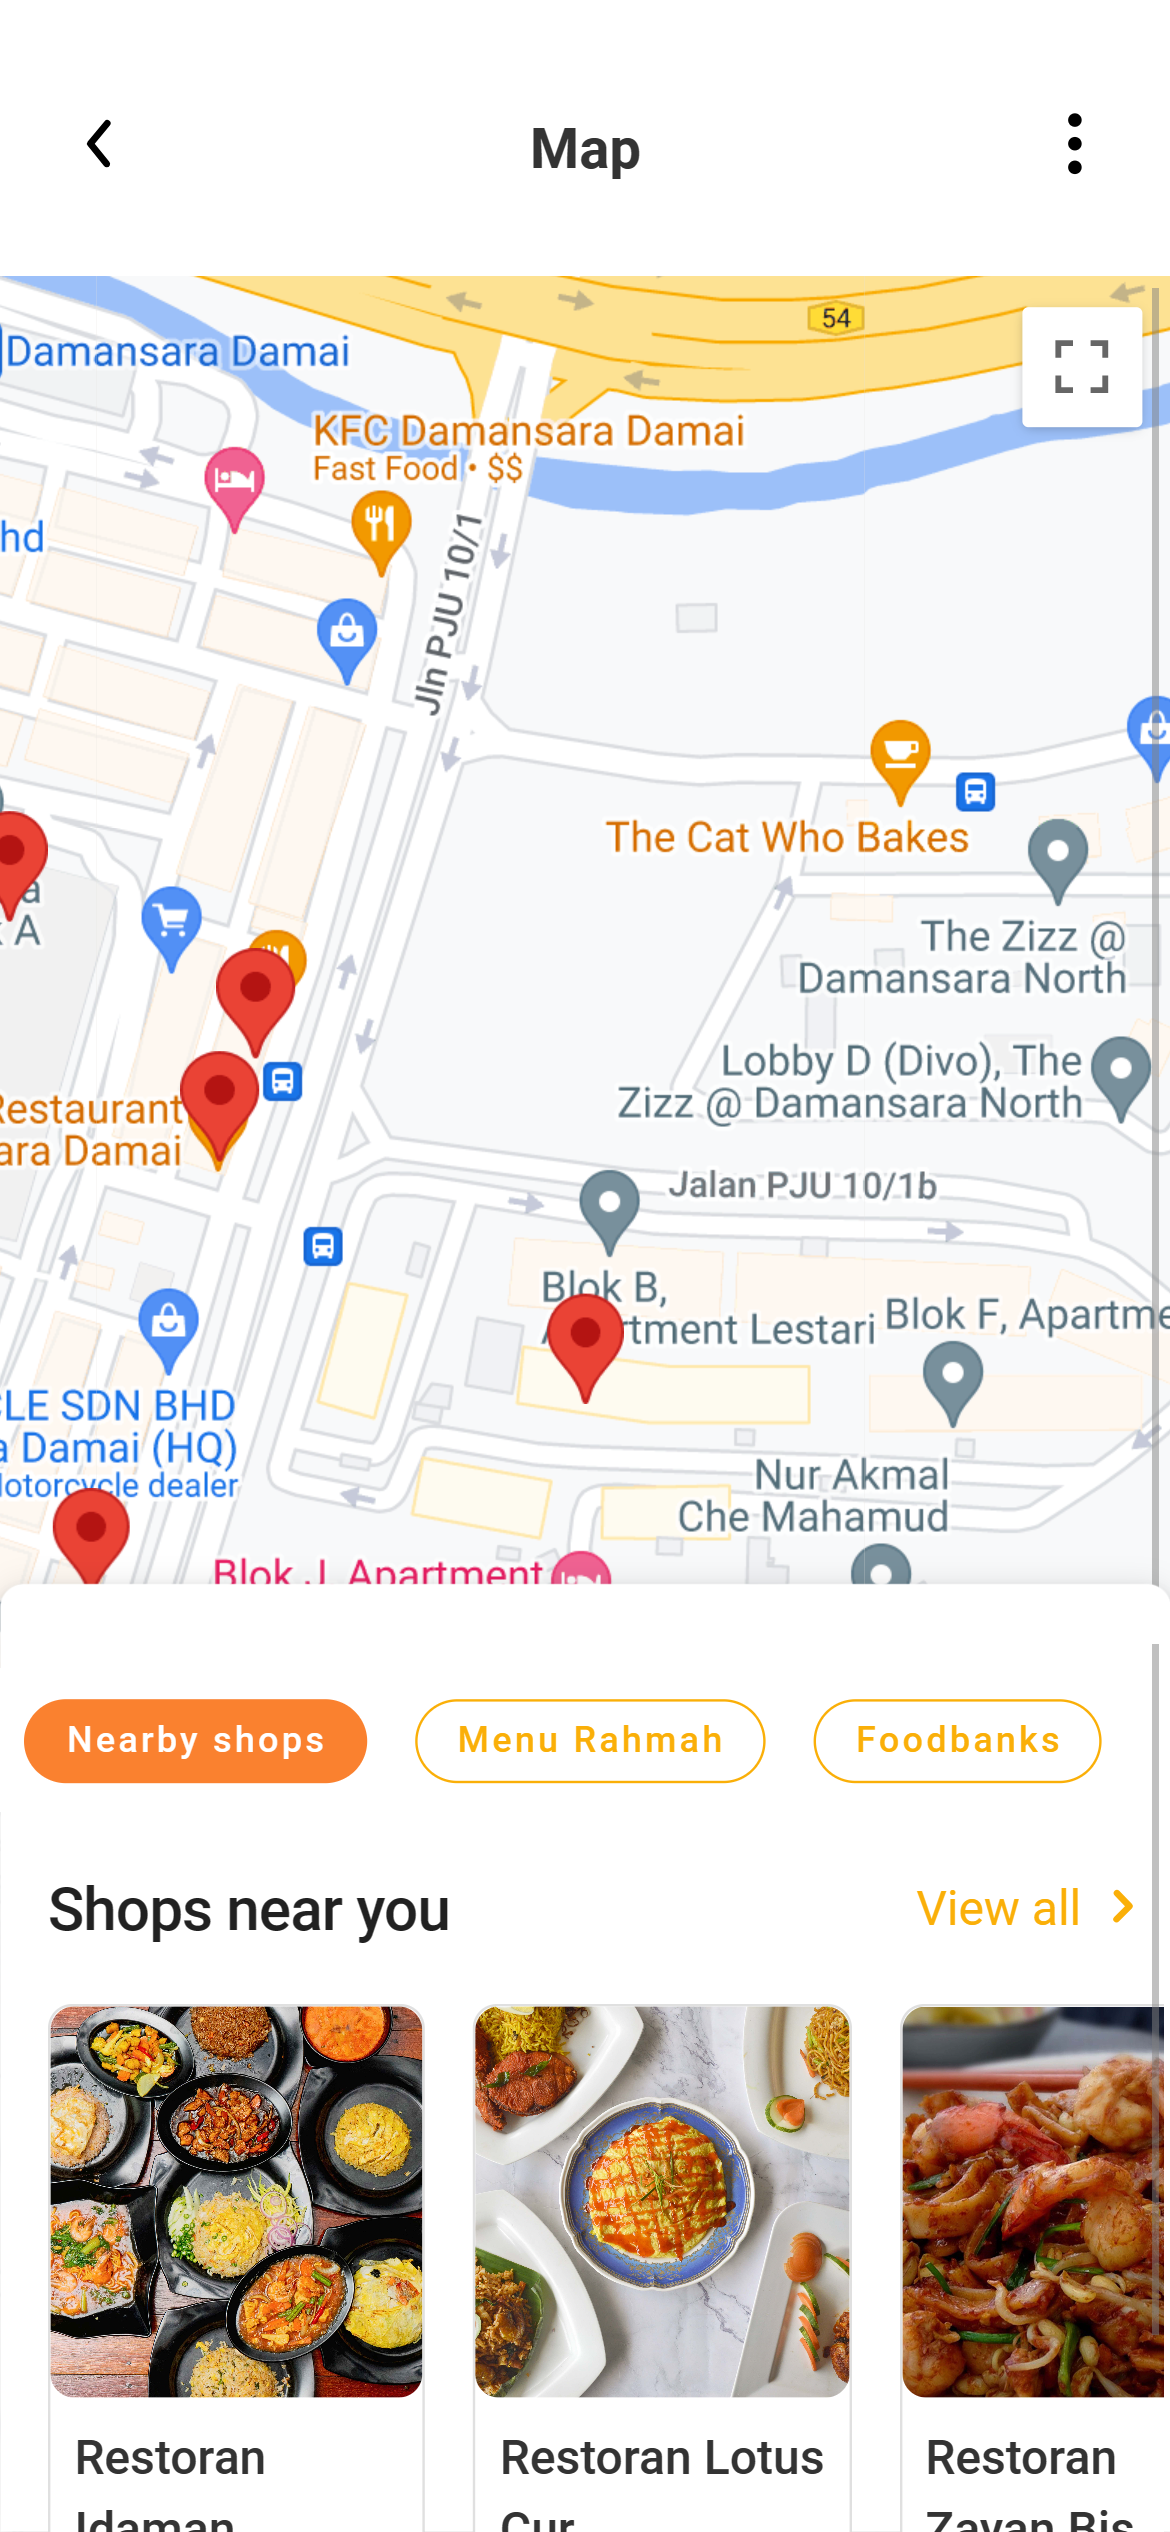 Map
54
Damansara Damai
KFC Damansara Damai
Fast Food • $$
hd
Jln PJU 10/1
The Cat Who Bakes
a
A
The Zizz @
Damansara North
Lobby D (Divo), The
Zizz @ Damansara North
Restaurant
ara Damai
Jalan PJU 10/1b
Blok B,
rtment Lestari
Blok F, Apartme
CLE SDN BHD
a Damai (HQ)
Motorcycle dealer
Nur Akmal
Che Mahamud
Blok J, Apartment
Nearby shops
Menu Rahmah
Foodbanks
Shops near you
View all
Restoran
Idaman
Restoran Lotus
Cur
Restoran
Zayan Bis